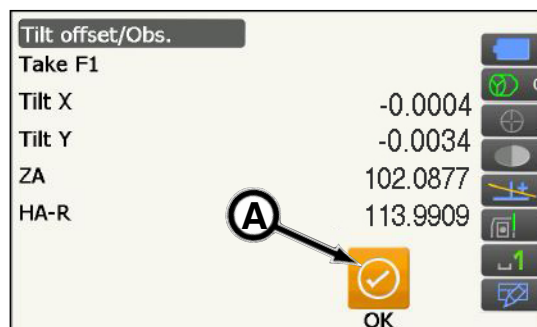 Tilt offset/Obs.
Take F1
Tilt X -0.0004
Tilt Y -0.0034
ZA 102.0877
HA-R 113.9909
A
OK
1